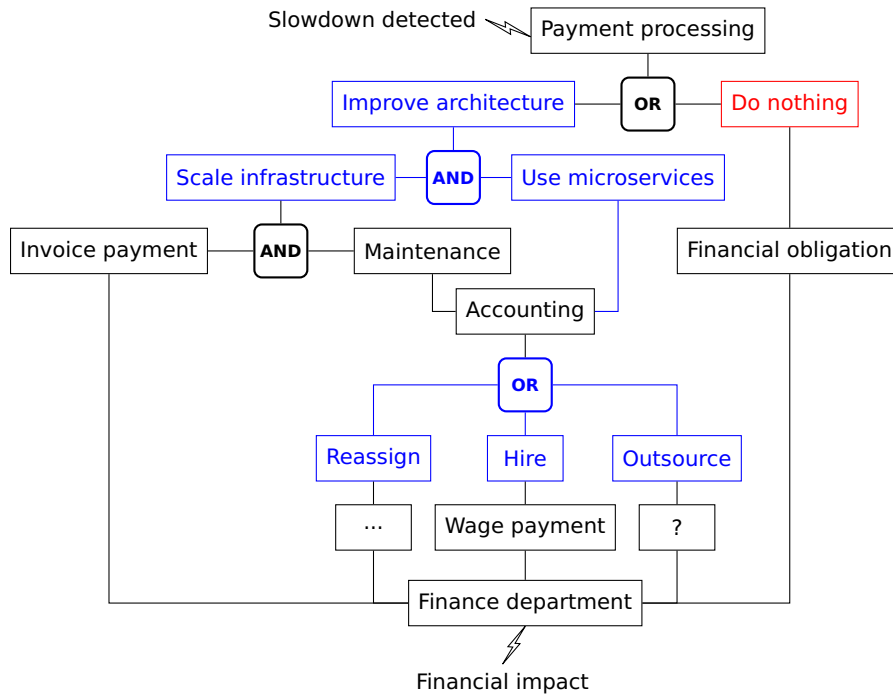 Slowdown detected
Payment processing
Improve architecture
OR
Do nothing
Scale infrastructure
AND
Use microservices
Invoice payment
AND
Maintenance
Financial obligation
Accounting
OR
Reassign
Hire
Outsource
...
Wage payment
?
Finance department
Financial impact